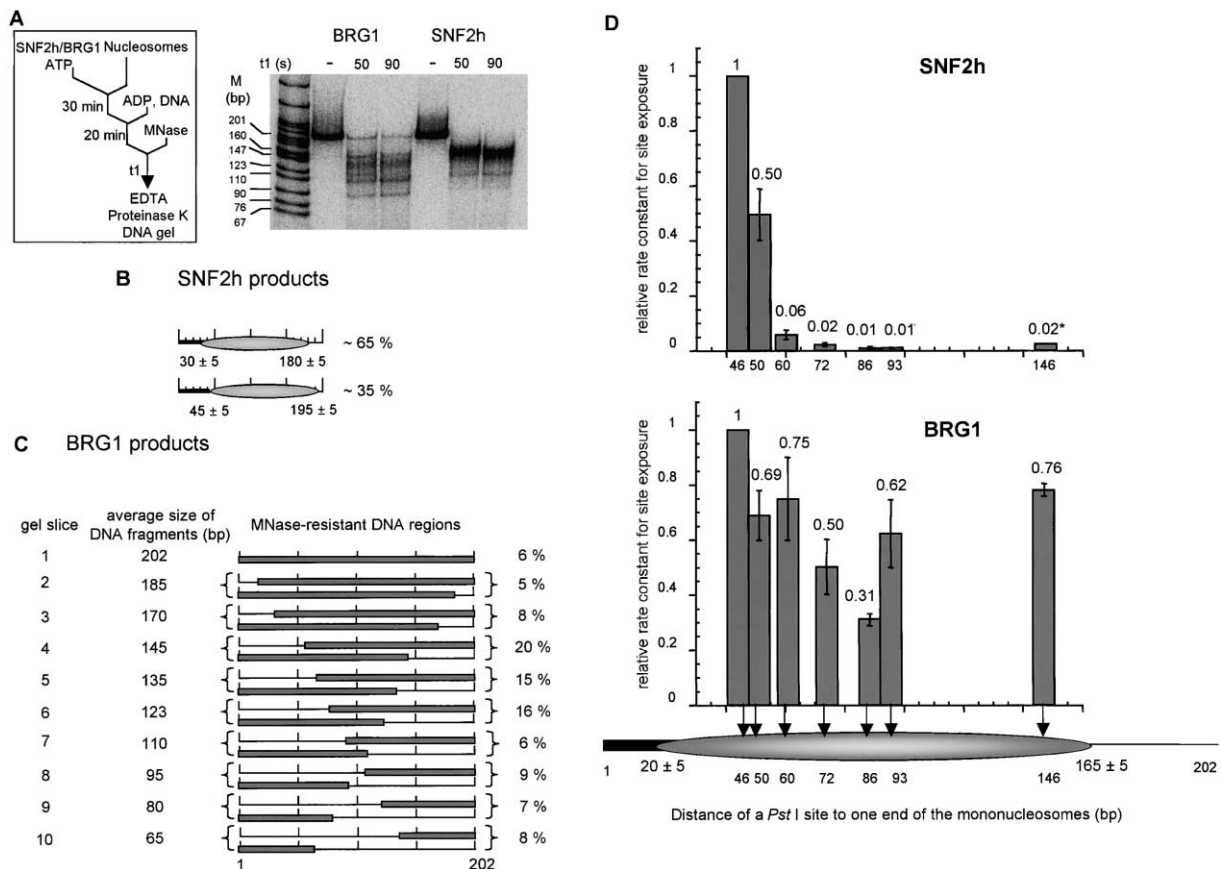 A
SNF2h/BRG1 Nucleosomes
ATP
30 min
ADP, DNA
20 min
MNase
t1
EDTA
Proteinase K
DNA gel
BRG1 SNF2h
t1 (s) – 50 90 – 50 90
M
(bp)
201
160
147
123
110
90
76
67
B SNF2h products
~ 65 %
30 ± 5 180 ± 5
~ 35 %
45 ± 5 195 ± 5
C BRG1 products
gel slice average size of DNA fragments (bp) MNase-resistant DNA regions
1 202 6 %
2 185 5 %
3 170 8 %
4 145 20 %
5 135 15 %
6 123 16 %
7 110 6 %
8 95 9 %
9 80 7 %
10 65 8 %
1 202
D
SNF2h
relative rate constant for site exposure
1
0.8
0.6
0.4
0.2
0
1 0.50 0.06 0.02 0.01 0.01 0.02*
46 50 60 72 86 93 146
BRG1
relative rate constant for site exposure
1
0.8
0.6
0.4
0.2
0
1 0.69 0.75 0.50 0.31 0.62 0.76
1 20 ± 5 46 50 60 72 86 93 146 165 ± 5 202
Distance of a Pst I site to one end of the mononucleosomes (bp)